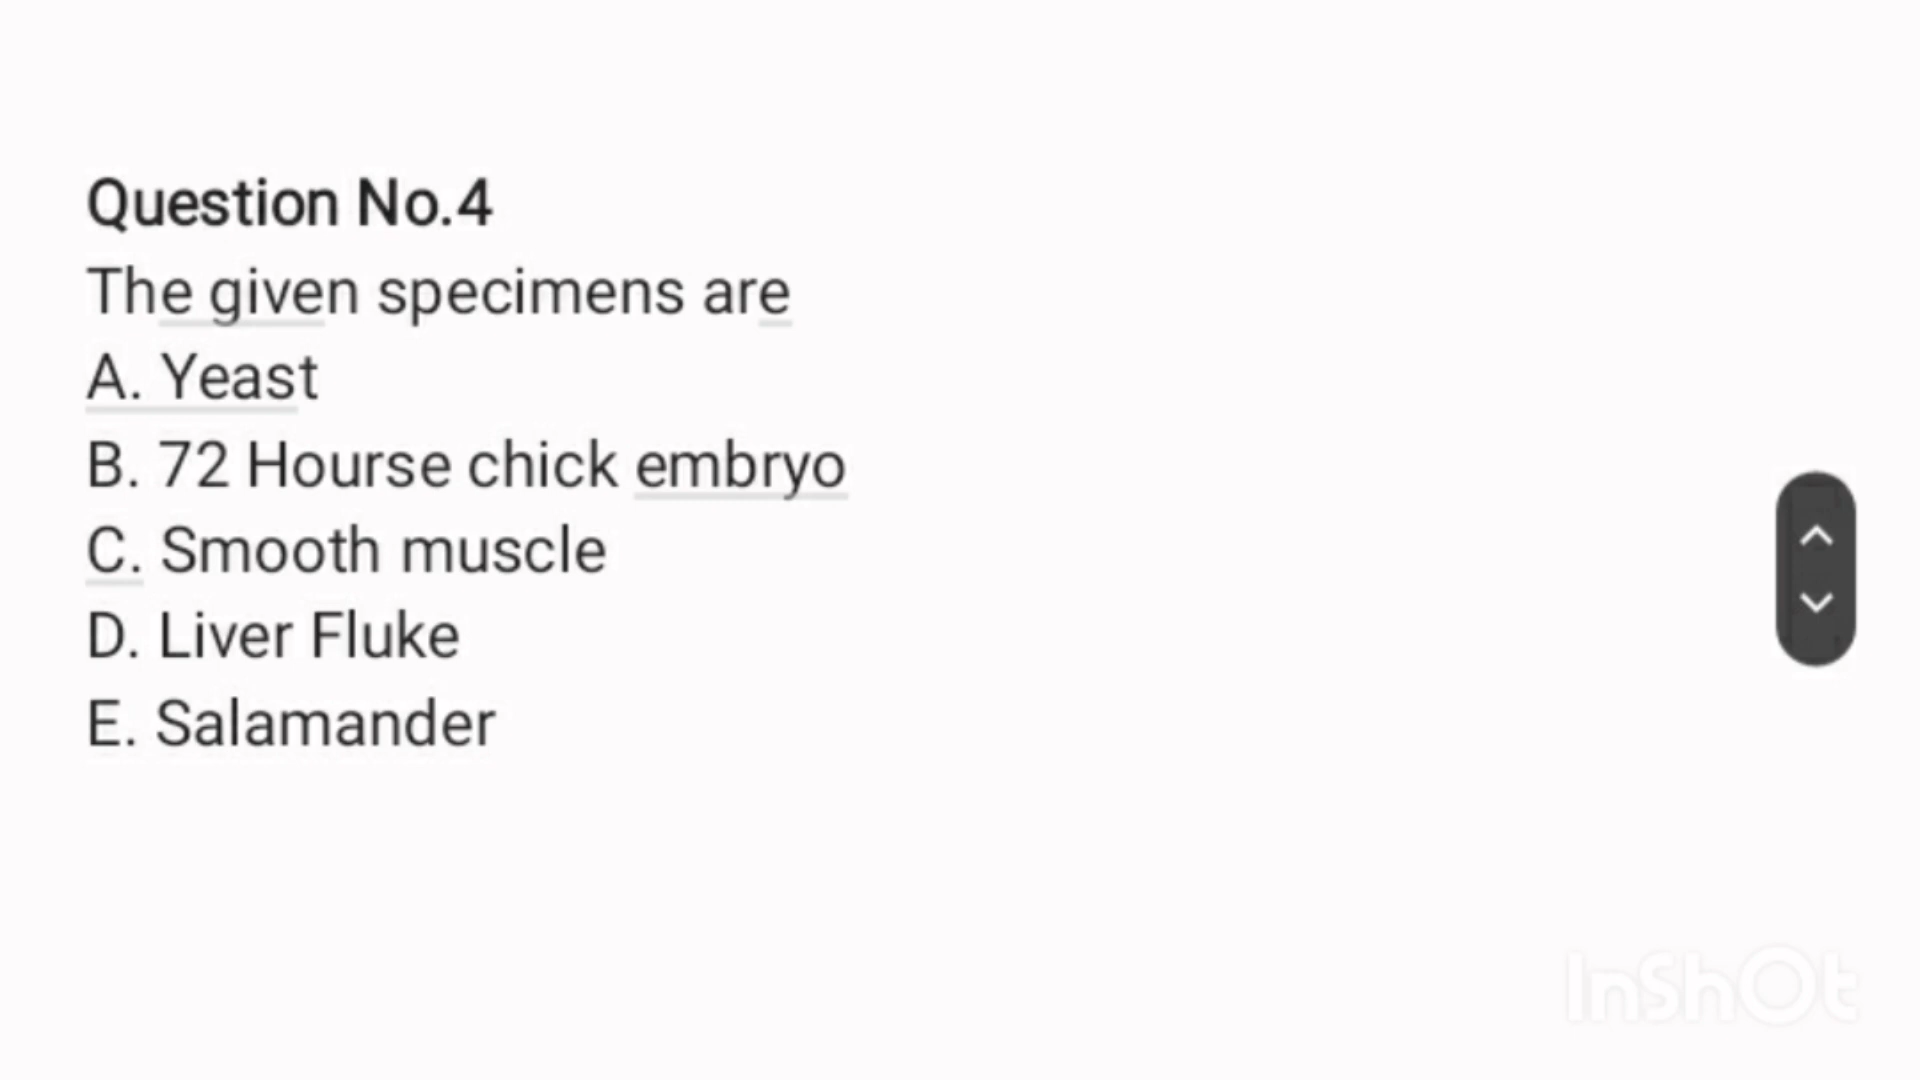 Question No.4
The given specimens are
A. Yeast
B. 72 Hourse chick embryo
C. Smooth muscle
D. Liver Fluke
E. Salamander
InShOt